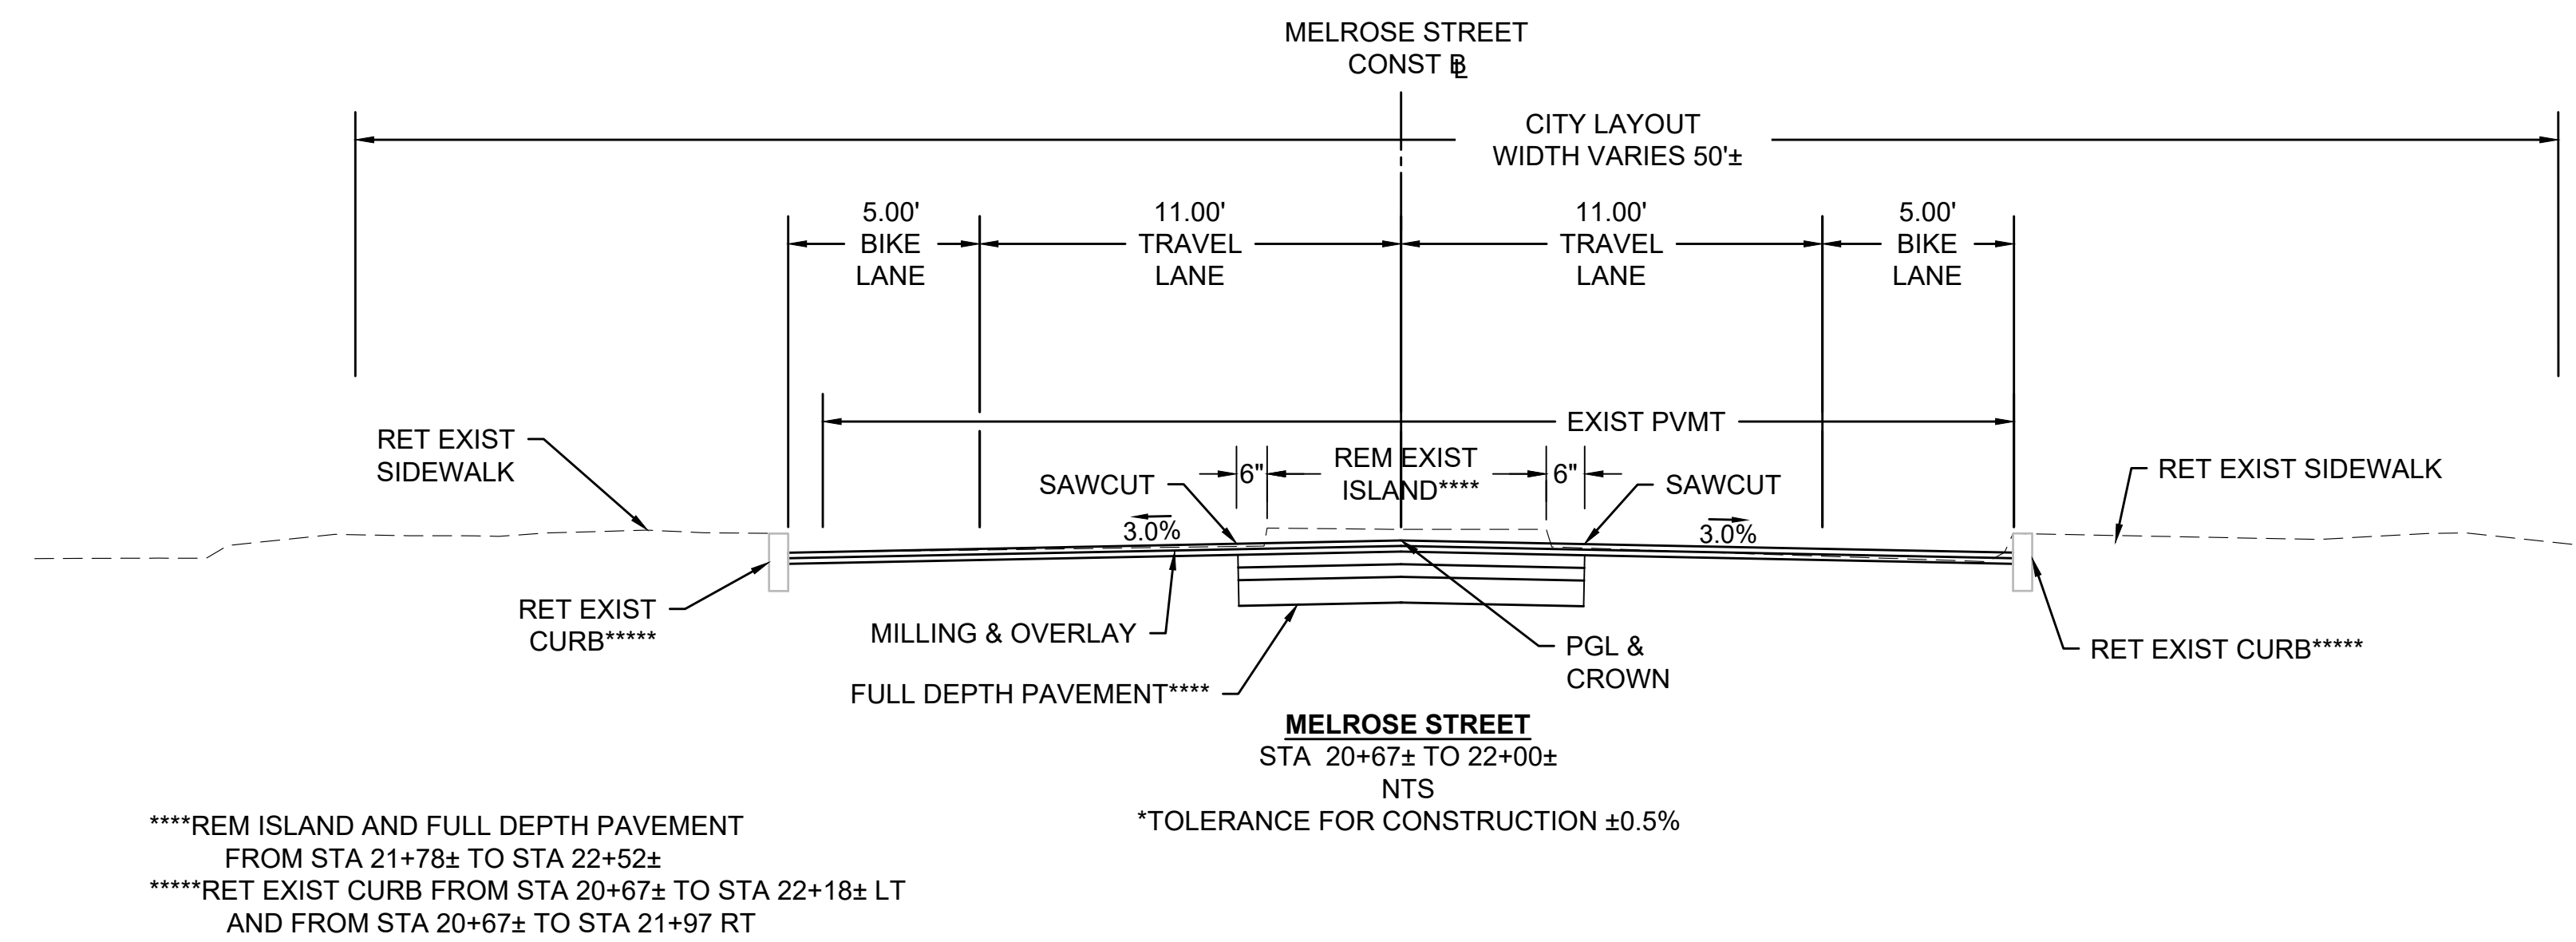 MELROSE STREET
CONST ℄
CITY LAYOUT
WIDTH VARIES 50'±
5.00'
BIKE
LANE
11.00'
TRAVEL
LANE
11.00'
TRAVEL
LANE
5.00'
BIKE
LANE
EXIST PVMT
RET EXIST
SIDEWALK
SAWCUT
6"
REM EXIST
ISLAND****
6"
SAWCUT
RET EXIST SIDEWALK
3.0%
3.0%
RET EXIST
CURB*****
MILLING & OVERLAY
FULL DEPTH PAVEMENT****
PGL &
CROWN
RET EXIST CURB*****
MELROSE STREET
STA 20+67± TO 22+00±
NTS
*TOLERANCE FOR CONSTRUCTION ±0.5%
****REM ISLAND AND FULL DEPTH PAVEMENT
FROM STA 21+78± TO STA 22+52±
*****RET EXIST CURB FROM STA 20+67± TO STA 22+18± LT
AND FROM STA 20+67± TO STA 21+97 RT